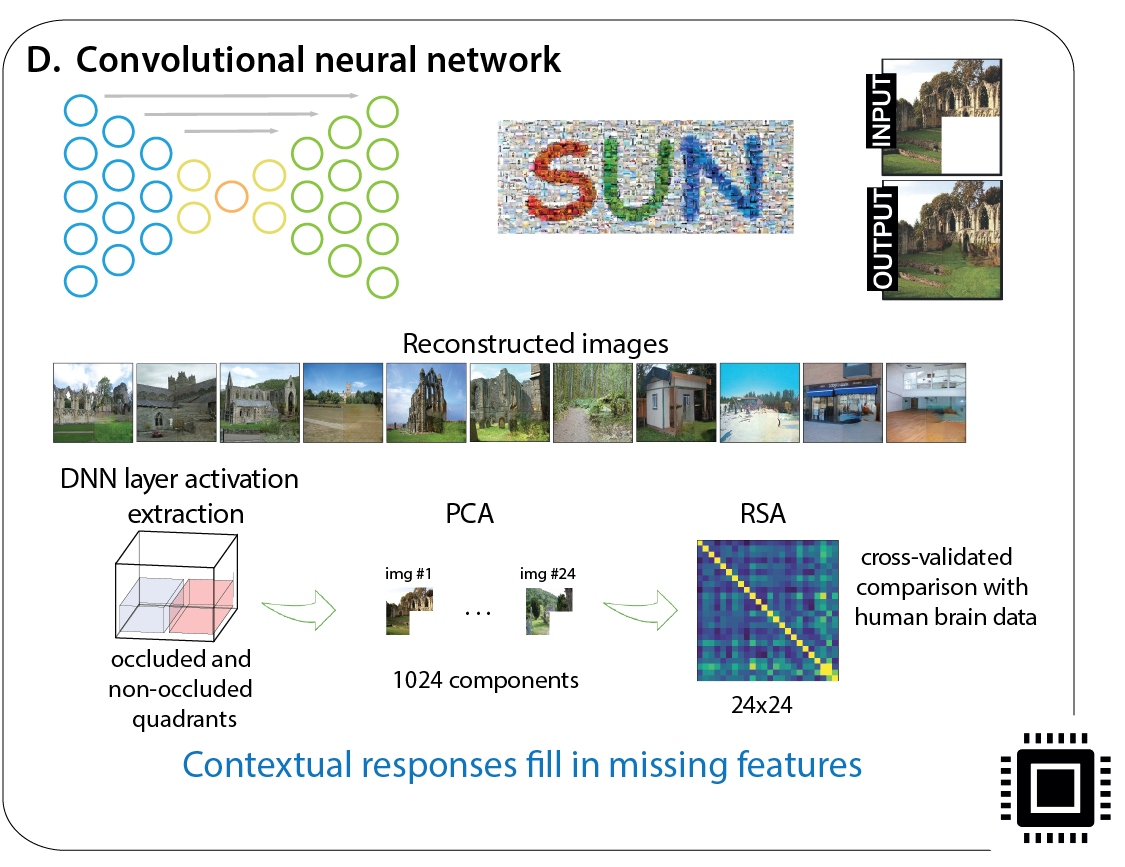 D. Convolutional neural network
SUN
INPUT
OUTPUT
Reconstructed images
DNN layer activation
extraction
PCA
RSA
img #1
...
img #24
cross-validated
comparison with
human brain data
occluded and
non-occluded
quadrants
1024 components
24x24
Contextual responses fill in missing features